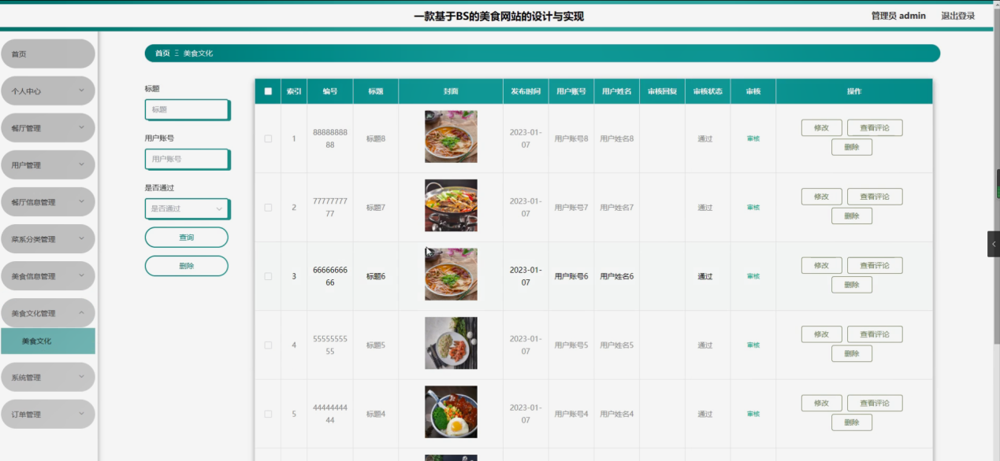 一款基于BS的美食网站的设计与实现
管理员 admin
退出登录
首页
个人中心
餐厅管理
用户管理
餐厅信息管理
菜系分类管理
美食信息管理
美食文化管理
美食文化
系统管理
订单管理
首页 Ξ 美食文化
标题
标题
用户账号
用户账号
是否通过
是否通过
查询
删除
索引 编号 标题 封面 发布时间 用户账号 用户姓名 审核回复 审核状态 审核 操作
1 88888888 标题8 2023-01- 用户账号8 用户姓名8 通过 审核 修改 查看评论
88 07 删除
2 77777777 标题7 2023-01- 用户账号7 用户姓名7 通过 审核 修改 查看评论
77 07 删除
3 66666666 标题6 2023-01- 用户账号6 用户姓名6 通过 审核 修改 查看评论
66 07 删除
4 55555555 标题5 2023-01- 用户账号5 用户姓名5 通过 审核 修改 查看评论
55 07 删除
5 44444444 标题4 2023-01- 用户账号4 用户姓名4 通过 审核 修改 查看评论
44 07 删除